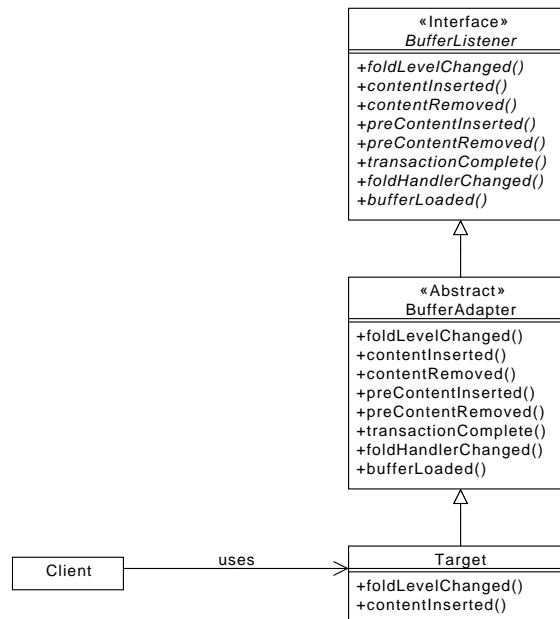 «Interface»
BufferListener
+foldLevelChanged()
+contentInserted()
+contentRemoved()
+preContentInserted()
+preContentRemoved()
+transactionComplete()
+foldHandlerChanged()
+bufferLoaded()
«Abstract»
BufferAdapter
+foldLevelChanged()
+contentInserted()
+contentRemoved()
+preContentInserted()
+preContentRemoved()
+transactionComplete()
+foldHandlerChanged()
+bufferLoaded()
Client
uses
Target
+foldLevelChanged()
+contentInserted()